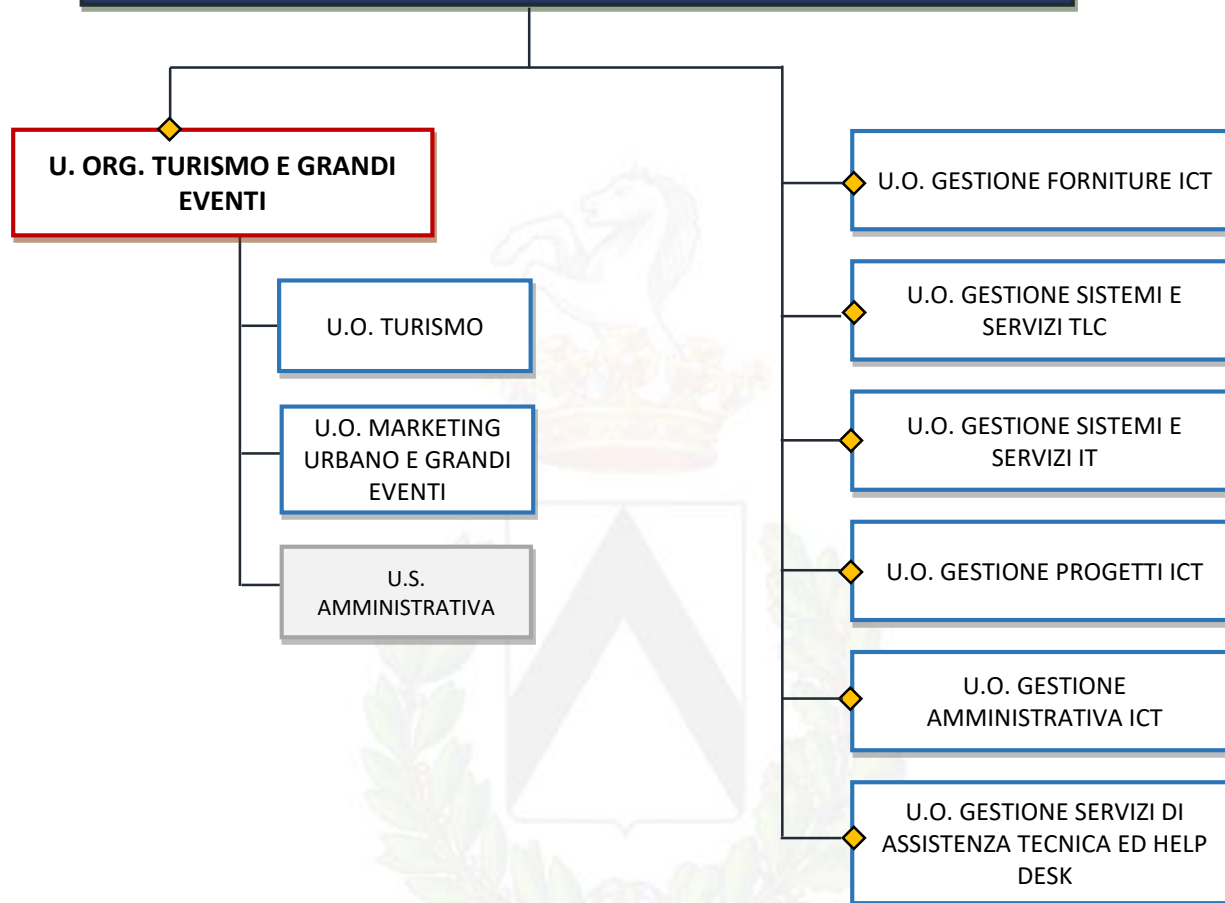 U. ORG. TURISMO E GRANDI
EVENTI
U.O. TURISMO
U.O. MARKETING
URBANO E GRANDI
EVENTI
U.S.
AMMINISTRATIVA
U.O. GESTIONE FORNITURE ICT
U.O. GESTIONE SISTEMI E
SERVIZI TLC
U.O. GESTIONE SISTEMI E
SERVIZI IT
U.O. GESTIONE PROGETTI ICT
U.O. GESTIONE
AMMINISTRATIVA ICT
U.O. GESTIONE SERVIZI DI
ASSISTENZA TECNICA ED HELP
DESK